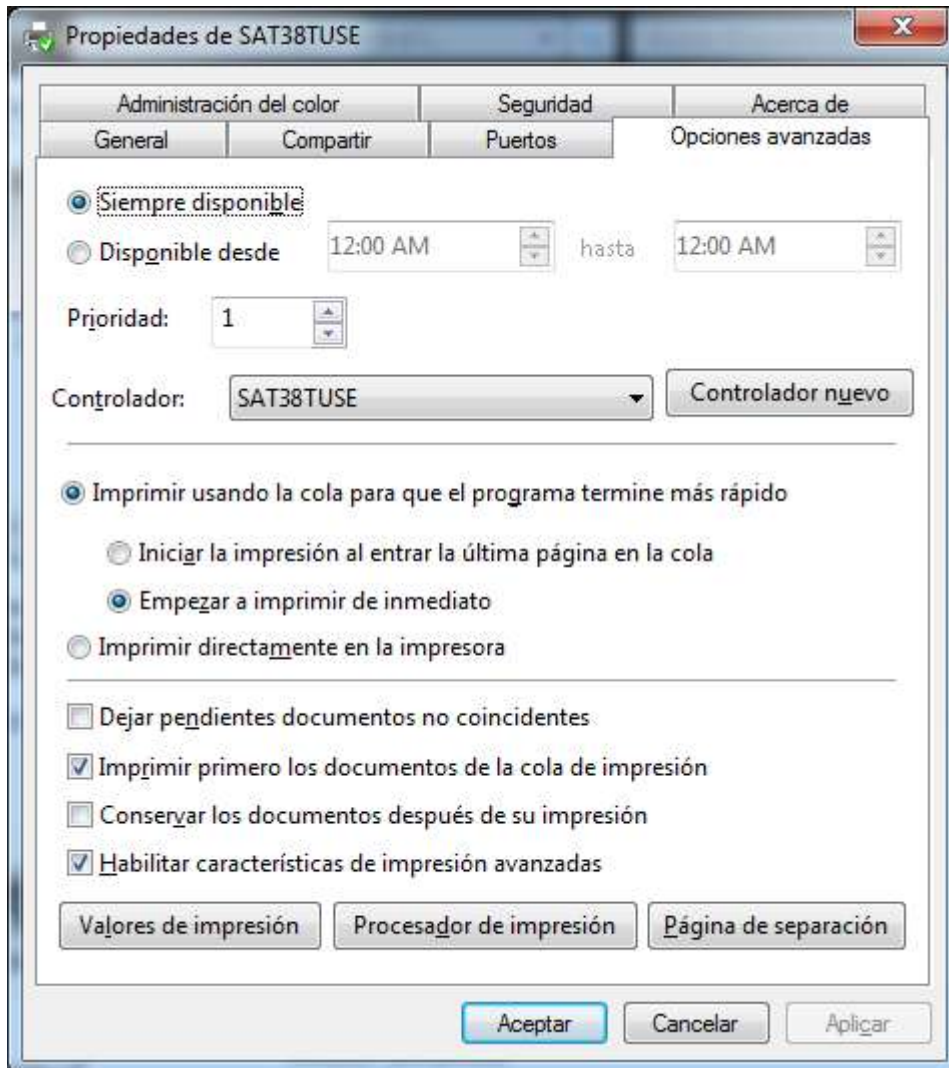 Propiedades de SAT38TUSE
Administración del color Seguridad Acerca de
General Compartir Puertos Opciones avanzadas
Siempre disponible
Disponible desde 12:00 AM hasta 12:00 AM
Prioridad: 1
Controlador: SAT38TUSE Controlador nuevo
Imprimir usando la cola para que el programa termine más rápido
Iniciar la impresión al entrar la última página en la cola
Empezar a imprimir de inmediato
Imprimir directamente en la impresora
Dejar pendientes documentos no coincidentes
Imprimir primero los documentos de la cola de impresión
Conservar los documentos después de su impresión
Habilitar características de impresión avanzadas
Valores de impresión Procesador de impresión Página de separación
Aceptar Cancelar Aplicar